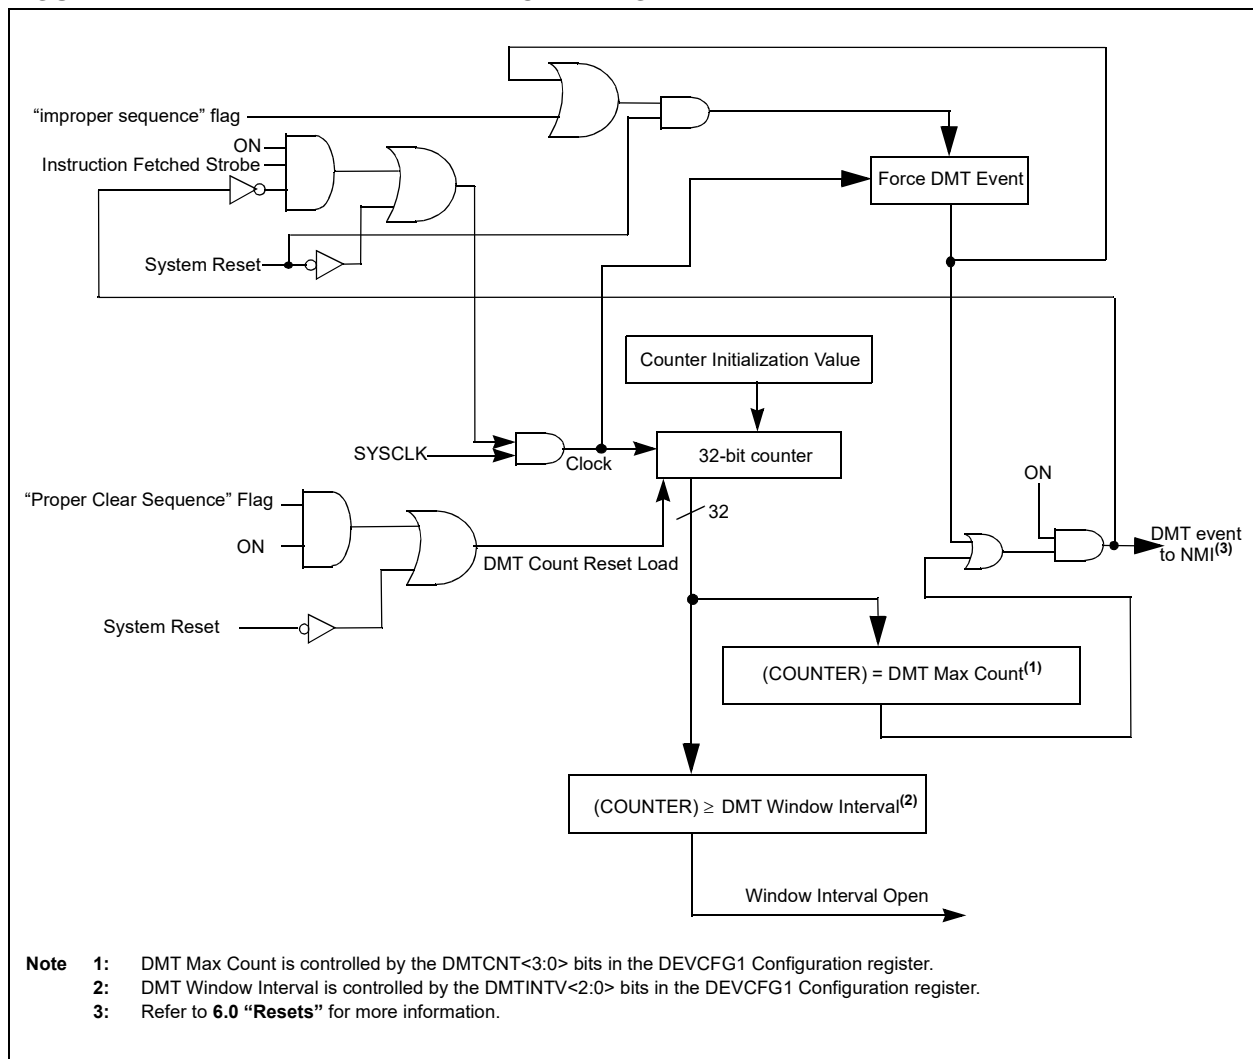 “improper sequence” flag
ON
Instruction Fetched Strobe
Force DMT Event
System Reset
Counter Initialization Value
SYSCLK
Clock
32-bit counter
“Proper Clear Sequence” Flag
32
ON
ON
DMT Count Reset Load
DMT event
to NMI(3)
System Reset
(COUNTER) = DMT Max Count(1)
(COUNTER) ≥ DMT Window Interval(2)
Window Interval Open
Note 1: DMT Max Count is controlled by the DMTCNT<3:0> bits in the DEVCFG1 Configuration register.
2: DMT Window Interval is controlled by the DMTINTV<2:0> bits in the DEVCFG1 Configuration register.
3: Refer to 6.0 “Resets” for more information.